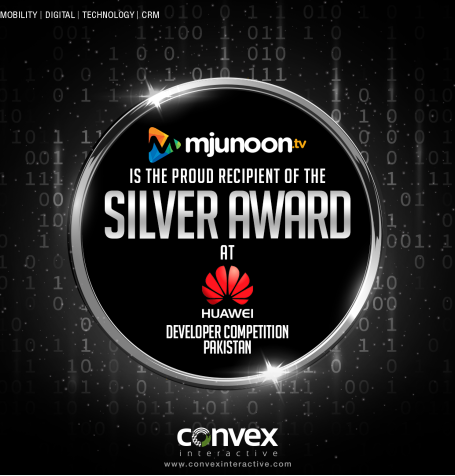 MOBILITY | DIGITAL | TECHNOLOGY | CRM
mjunoon.tv
IS THE PROUD RECIPIENT OF THE
SILVER AWARD
AT
HUAWEI
DEVELOPER COMPETITION
PAKISTAN
convex
interactive
www.convexinteractive.com